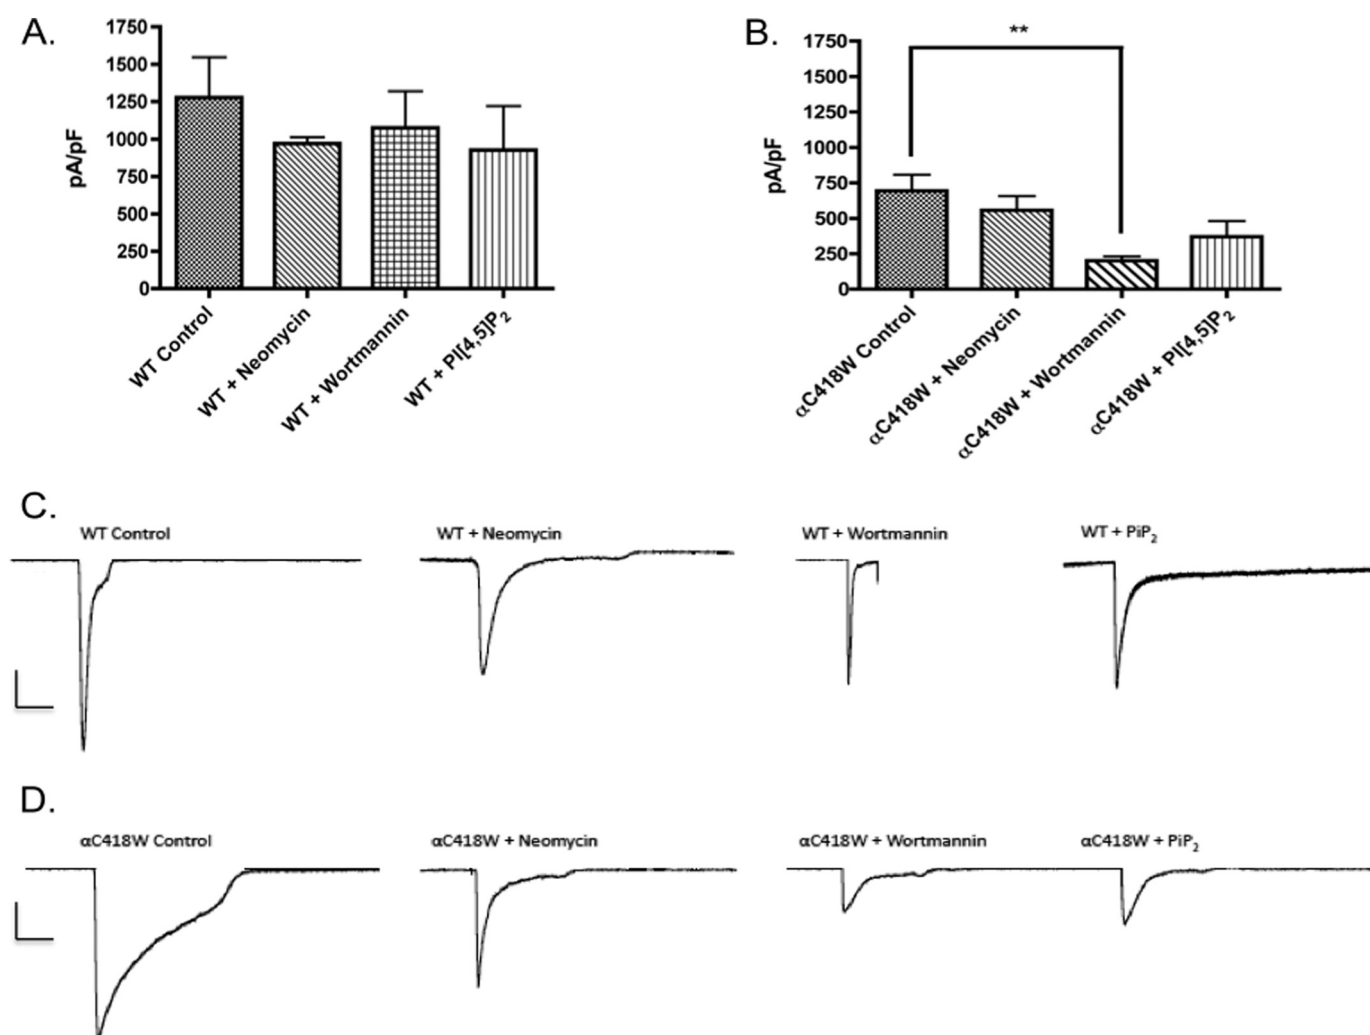 A.
1750
1500
1250
1000
750
500
250
0
pA/pF
WT Control
WT + Neomycin
WT + Wortmannin
WT + PI[4,5]P2
B.
**
1750
1500
1250
1000
750
500
250
0
pA/pF
αC418W Control
αC418W + Neomycin
αC418W + Wortmannin
αC418W + PI[4,5]P2
C.
WT Control
WT + Neomycin
WT + Wortmannin
WT + PiP2
D.
αC418W Control
αC418W + Neomycin
αC418W + Wortmannin
αC418W + PiP2